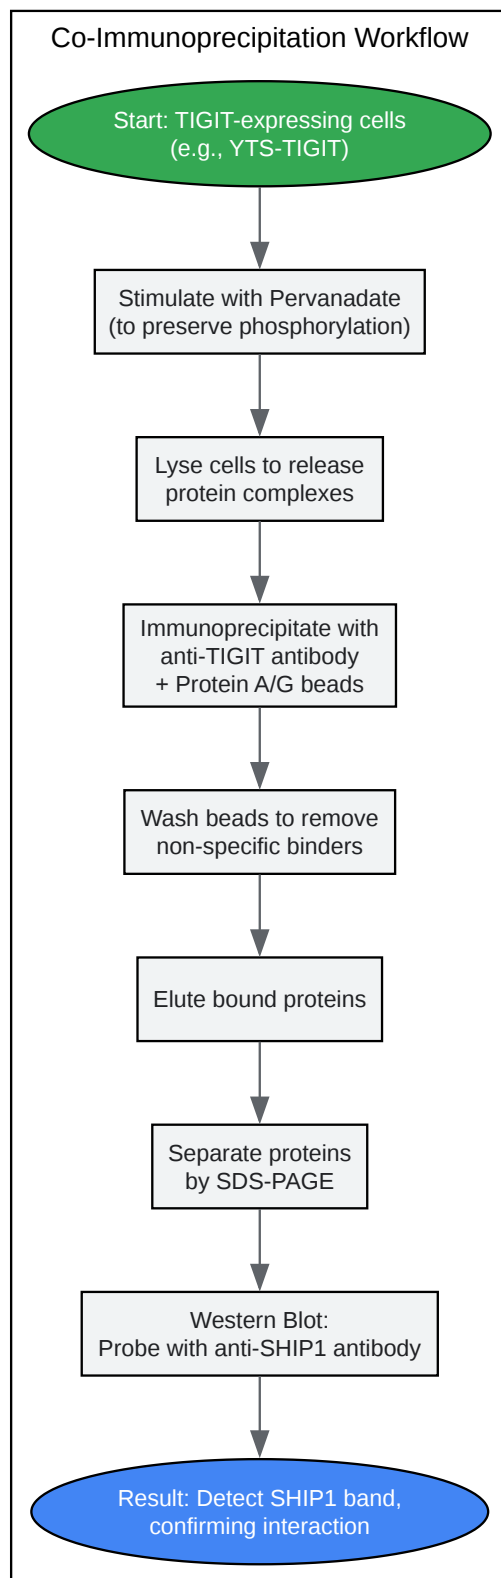 Co-Immunoprecipitation Workflow
Start: TIGIT-expressing cells
(e.g., YTS-TIGIT)
Stimulate with Pervanadate
(to preserve phosphorylation)
Lyse cells to release
protein complexes
Immunoprecipitate with
anti-TIGIT antibody
+ Protein A/G beads
Wash beads to remove
non-specific binders
Elute bound proteins
Separate proteins
by SDS-PAGE
Western Blot:
Probe with anti-SHIP1 antibody
Result: Detect SHIP1 band,
confirming interaction